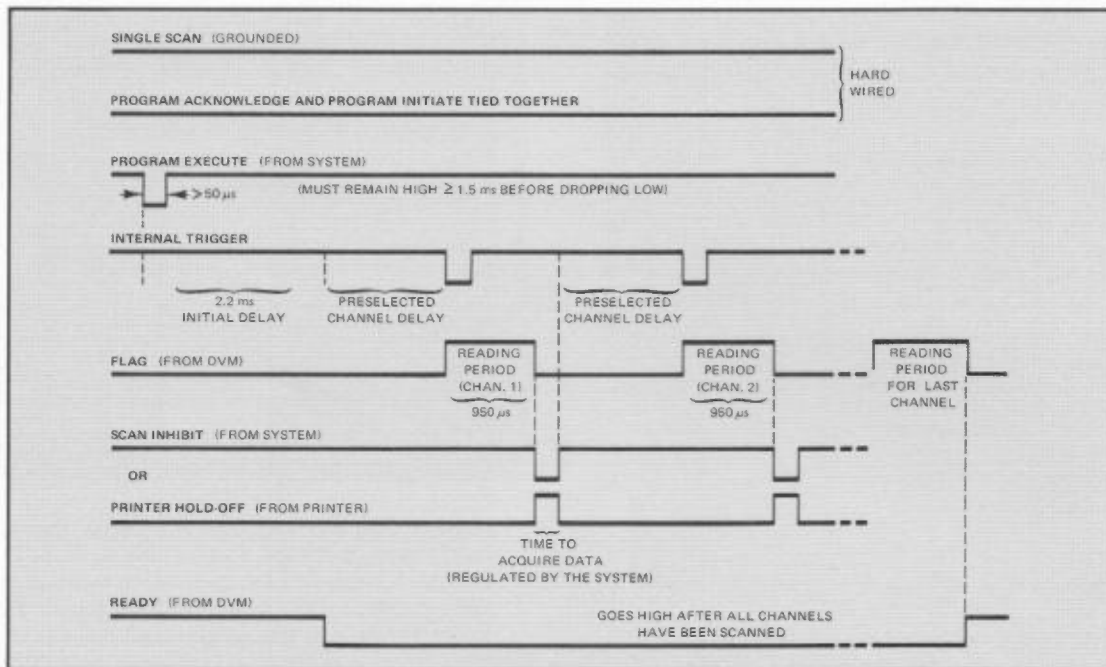 SINGLE SCAN (GROUNDED)
HARD
WIRED
PROGRAM ACKNOWLEDGE AND PROGRAM INITIATE TIED TOGETHER
PROGRAM EXECUTE (FROM SYSTEM)
> 50 µs
(MUST REMAIN HIGH ≥ 1.5 ms BEFORE DROPPING LOW)
INTERNAL TRIGGER
2.2 ms
INITIAL DELAY
PRESELECTED
CHANNEL DELAY
PRESELECTED
CHANNEL DELAY
FLAG (FROM DVM)
READING
PERIOD
(CHAN. 1)
950 µs
READING
PERIOD
(CHAN. 2)
950 µs
READING
PERIOD
FOR LAST
CHANNEL
SCAN INHIBIT (FROM SYSTEM)
OR
PRINTER HOLD-OFF (FROM PRINTER)
TIME TO
ACQUIRE DATA
(REGULATED BY THE SYSTEM)
READY (FROM DVM)
GOES HIGH AFTER ALL CHANNELS
HAVE BEEN SCANNED